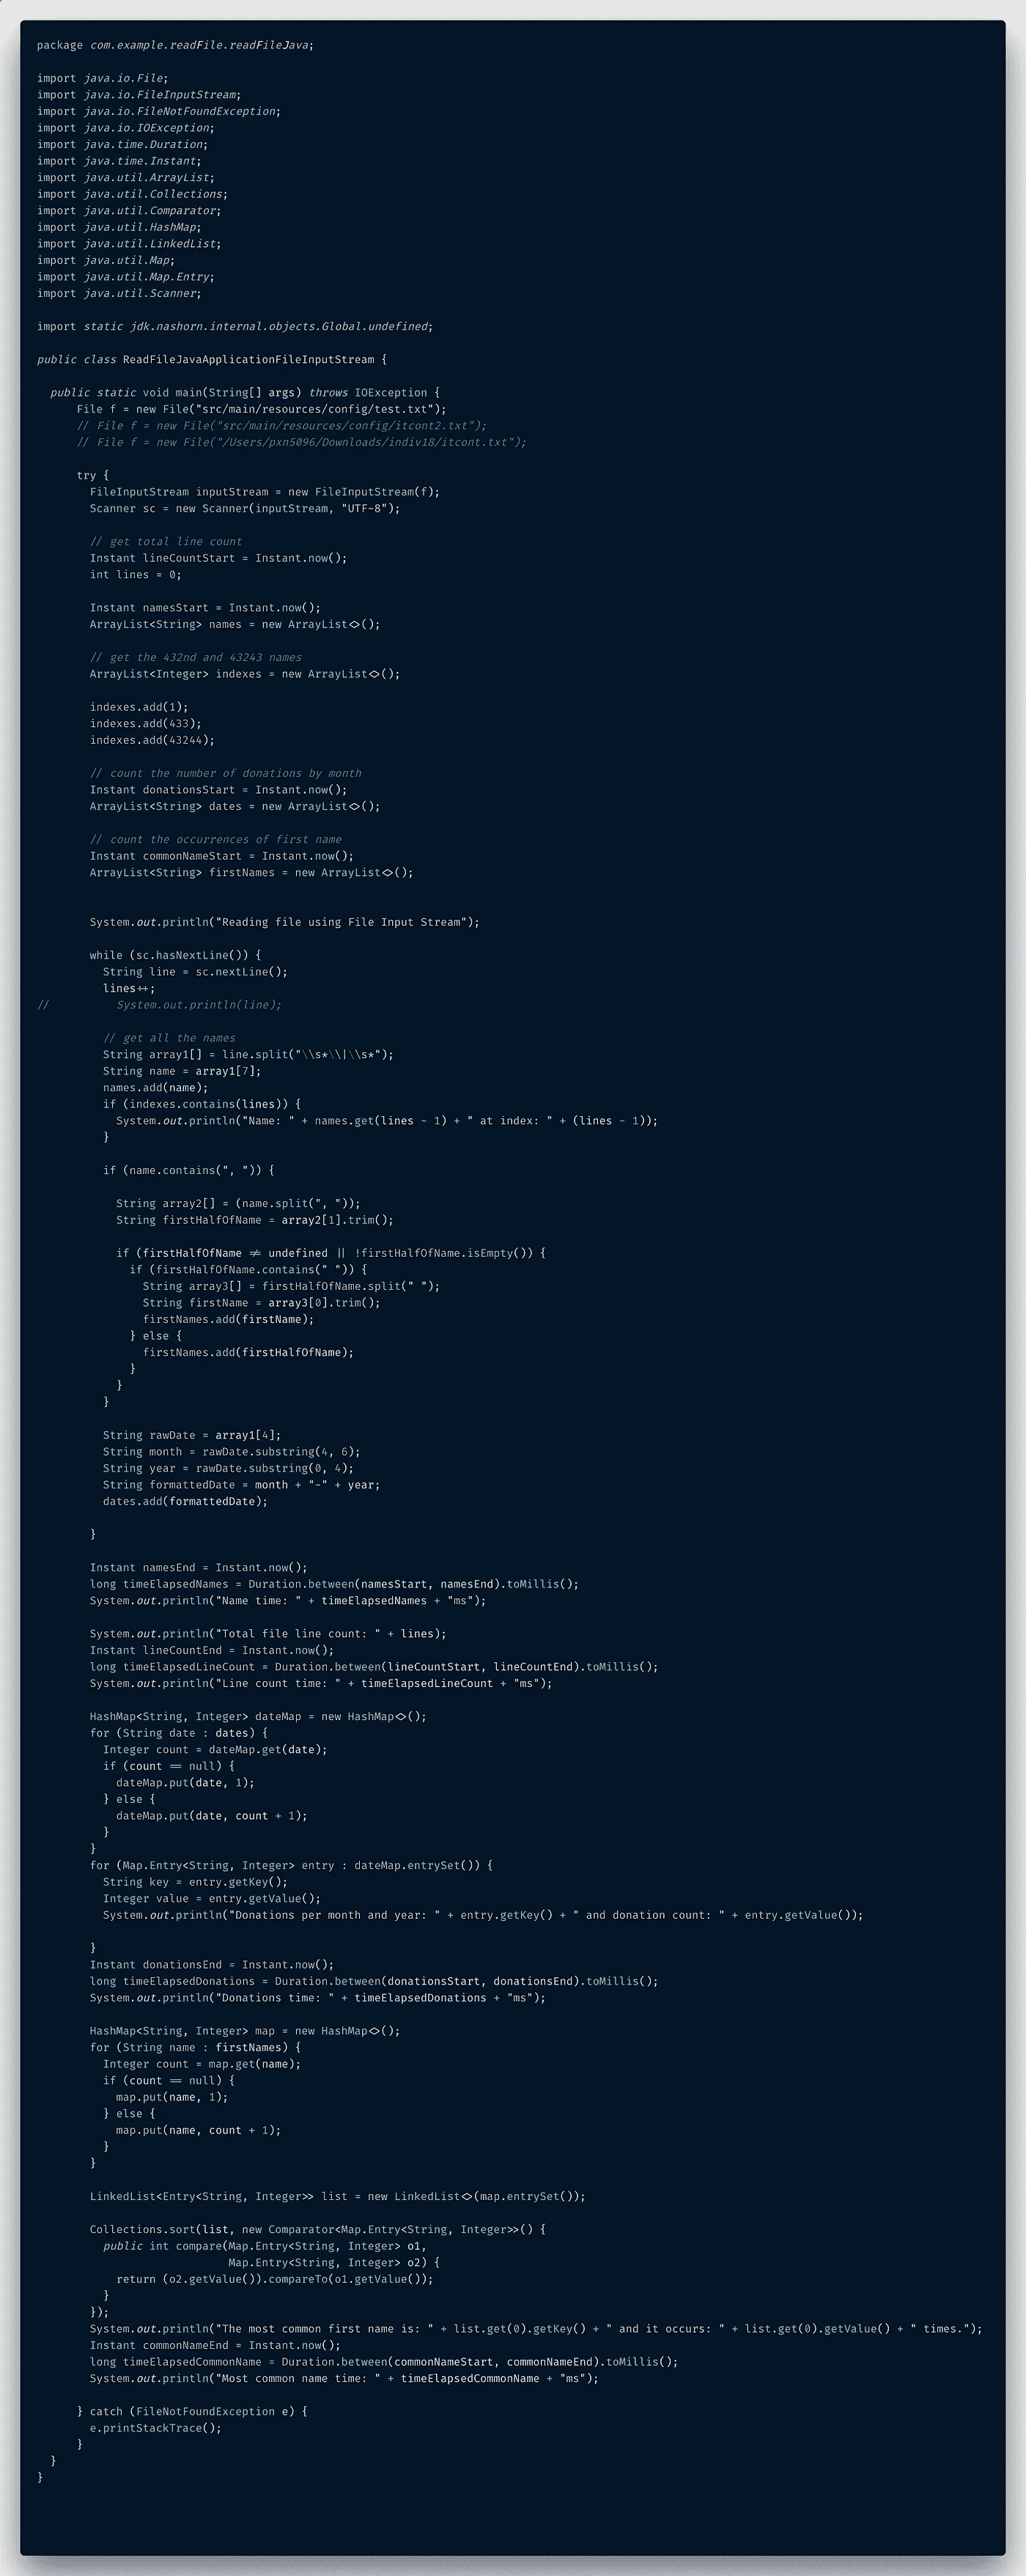 package com.example.readFile.readFileJava;
import java.io.File;
import java.io.FileInputStream;
import java.io.FileNotFoundException;
import java.io.IOException;
import java.time.Duration;
import java.time.Instant;
import java.util.ArrayList;
import java.util.Collections;
import java.util.Comparator;
import java.util.HashMap;
import java.util.LinkedList;
import java.util.Map;
import java.util.Map.Entry;
import java.util.Scanner;
import static jdk.nashorn.internal.objects.Global.undefined;
public class ReadFileJavaApplicationFileInputStream {
  public static void main(String[] args) throws IOException {
      File f = new File("src/main/resources/config/test.txt");
      // File f = new File("src/main/resources/config/itcont2.txt");
      // File f = new File("/Users/pxn5096/Downloads/indiv18/itcont.txt");
      try {
        FileInputStream inputStream = new FileInputStream(f);
        Scanner sc = new Scanner(inputStream, "UTF-8");
        // get total line count
        Instant lineCountStart = Instant.now();
        int lines = 0;
        Instant namesStart = Instant.now();
        ArrayList<String> names = new ArrayList<>();
        // get the 432nd and 43243 names
        ArrayList<Integer> indexes = new ArrayList<>();
        indexes.add(1);
        indexes.add(433);
        indexes.add(43244);
        // count the number of donations by month
        Instant donationsStart = Instant.now();
        ArrayList<String> dates = new ArrayList<>();
        // count the occurrences of first name
        Instant commonNameStart = Instant.now();
        ArrayList<String> firstNames = new ArrayList<>();
        System.out.println("Reading file using File Input Stream");
        while (sc.hasNextLine()) {
          String line = sc.nextLine();
          lines++;
//          System.out.println(line);
          // get all the names
          String array1[] = line.split("\\s*\\|\\s*");
          String name = array1[7];
          names.add(name);
          if (indexes.contains(lines)) {
            System.out.println("Name: " + names.get(lines - 1) + " at index: " + (lines - 1));
          }
          if (name.contains(", ")) {
            String array2[] = (name.split(", "));
            String firstHalfOfName = array2[1].trim();
            if (firstHalfOfName != undefined || !firstHalfOfName.isEmpty()) {
              if (firstHalfOfName.contains(" ")) {
                String array3[] = firstHalfOfName.split(" ");
                String firstName = array3[0].trim();
                firstNames.add(firstName);
              } else {
                firstNames.add(firstHalfOfName);
              }
            }
          }
          String rawDate = array1[4];
          String month = rawDate.substring(4, 6);
          String year = rawDate.substring(0, 4);
          String formattedDate = month + "-" + year;
          dates.add(formattedDate);
        }
        Instant namesEnd = Instant.now();
        long timeElapsedNames = Duration.between(namesStart, namesEnd).toMillis();
        System.out.println("Name time: " + timeElapsedNames + "ms");
        System.out.println("Total file line count: " + lines);
        Instant lineCountEnd = Instant.now();
        long timeElapsedLineCount = Duration.between(lineCountStart, lineCountEnd).toMillis();
        System.out.println("Line count time: " + timeElapsedLineCount + "ms");
        HashMap<String, Integer> dateMap = new HashMap<>();
        for (String date : dates) {
          Integer count = dateMap.get(date);
          if (count == null) {
            dateMap.put(date, 1);
          } else {
            dateMap.put(date, count + 1);
          }
        }
        for (Map.Entry<String, Integer> entry : dateMap.entrySet()) {
          String key = entry.getKey();
          Integer value = entry.getValue();
          System.out.println("Donations per month and year: " + entry.getKey() + " and donation count: " + entry.getValue());
        }
        Instant donationsEnd = Instant.now();
        long timeElapsedDonations = Duration.between(donationsStart, donationsEnd).toMillis();
        System.out.println("Donations time: " + timeElapsedDonations + "ms");
        HashMap<String, Integer> map = new HashMap<>();
        for (String name : firstNames) {
          Integer count = map.get(name);
          if (count == null) {
            map.put(name, 1);
          } else {
            map.put(name, count + 1);
          }
        }
        LinkedList<Entry<String, Integer>> list = new LinkedList<>(map.entrySet());
        Collections.sort(list, new Comparator<Map.Entry<String, Integer>>() {
          public int compare(Map.Entry<String, Integer> o1,
                             Map.Entry<String, Integer> o2) {
            return (o2.getValue()).compareTo(o1.getValue());
          }
        });
        System.out.println("The most common first name is: " + list.get(0).getKey() + " and it occurs: " + list.get(0).getValue() + " times.");
        Instant commonNameEnd = Instant.now();
        long timeElapsedCommonName = Duration.between(commonNameStart, commonNameEnd).toMillis();
        System.out.println("Most common name time: " + timeElapsedCommonName + "ms");
      } catch (FileNotFoundException e) {
        e.printStackTrace();
      }
  }
}